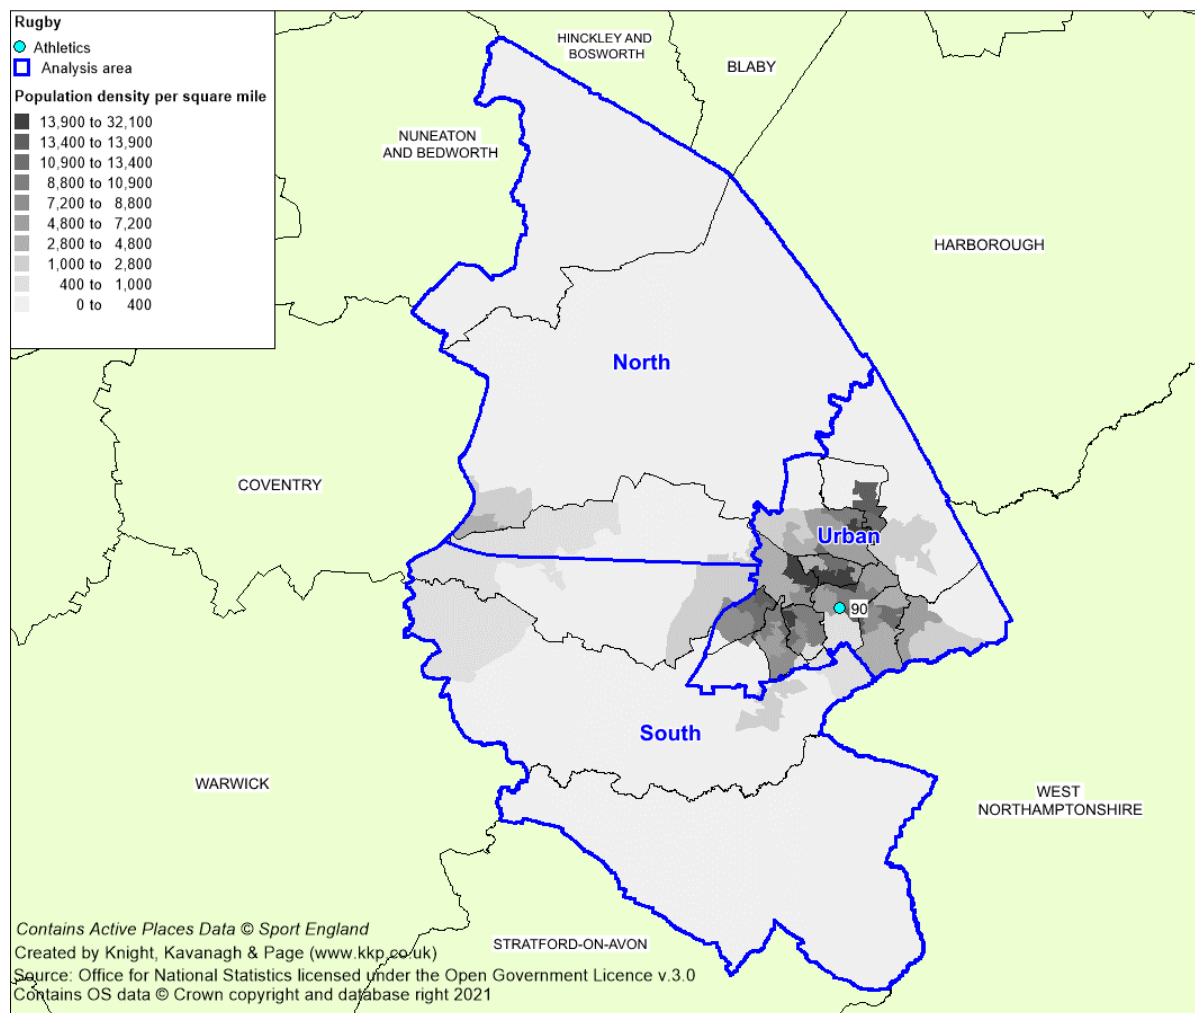 Rugby
Athletics
Analysis area
Population density per square mile
13,900 to 32,100
13,400 to 13,900
10,900 to 13,400
8,800 to 10,900
7,200 to 8,800
4,800 to 7,200
2,800 to 4,800
1,000 to 2,800
400 to 1,000
0 to 400
HINCKLEY AND
BOSWORTH
BLABY
NUNEATON
AND BEDWORTH
HARBOROUGH
North
COVENTRY
Urban
90
South
WARWICK
WEST
NORTHAMPTONSHIRE
STRATFORD-ON-AVON
Contains Active Places Data © Sport England
Created by Knight, Kavanagh & Page (www.kkp.co.uk)
Source: Office for National Statistics licensed under the Open Government Licence v.3.0
Contains OS data © Crown copyright and database right 2021